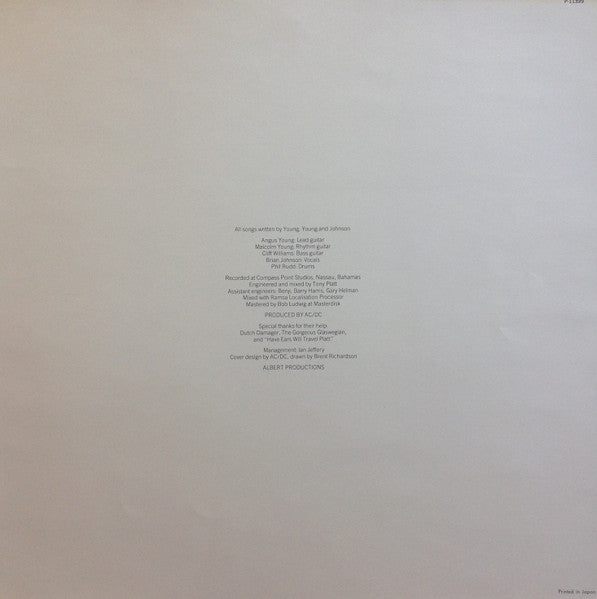 P-11399
All songs written by Young, Young and Johnson
Angus Young: Lead guitar
Malcolm Young: Rhythm guitar
Cliff Williams: Bass guitar
Brian Johnson: Vocals
Phil Rudd: Drums
Recorded at Compass Point Studios, Nassau, Bahamas
Engineered and mixed by Tony Platt
Assistant engineers: Benji, Barry Harris, Gary Helman
Mixed with Ramsa Localisation Processor
Mastered by Bob Ludwig at Masterdisk
PRODUCED BY AC/DC
Special thanks for their help:
Dutch Damager, The Gorgeous Glaswegian,
and "Have Ears Will Travel Platt".
Management: Ian Jeffery
Cover design by AC/DC, drawn by Brent Richardson
ALBERT PRODUCTIONS
Printed in Japan